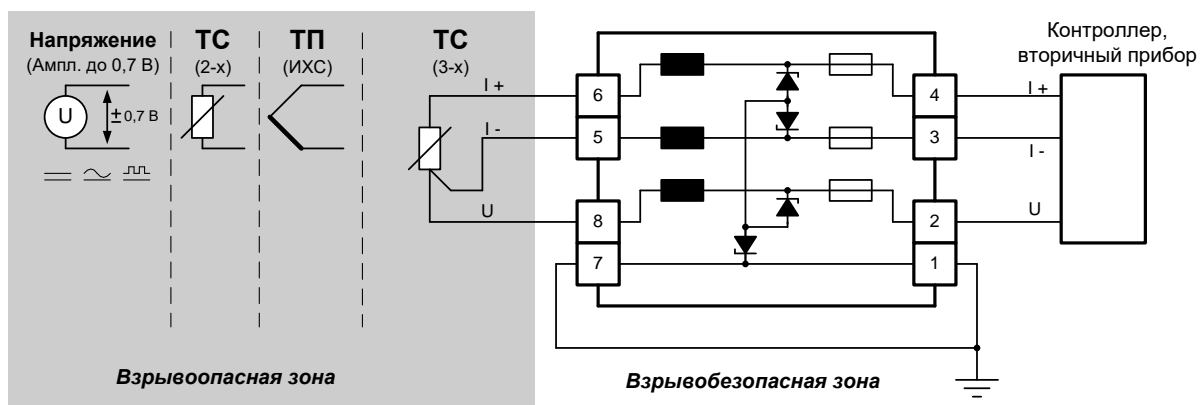 Напряжение
(Ампл. до 0,7 В)
U
± 0,7 В
ТС
(2-х)
ТП
(ИХС)
ТС
(3-х)
I +
I -
U
6
5
8
7
4
3
2
1
I +
I -
U
Контроллер,
вторичный прибор
Взрывоопасная зона
Взрывобезопасная зона